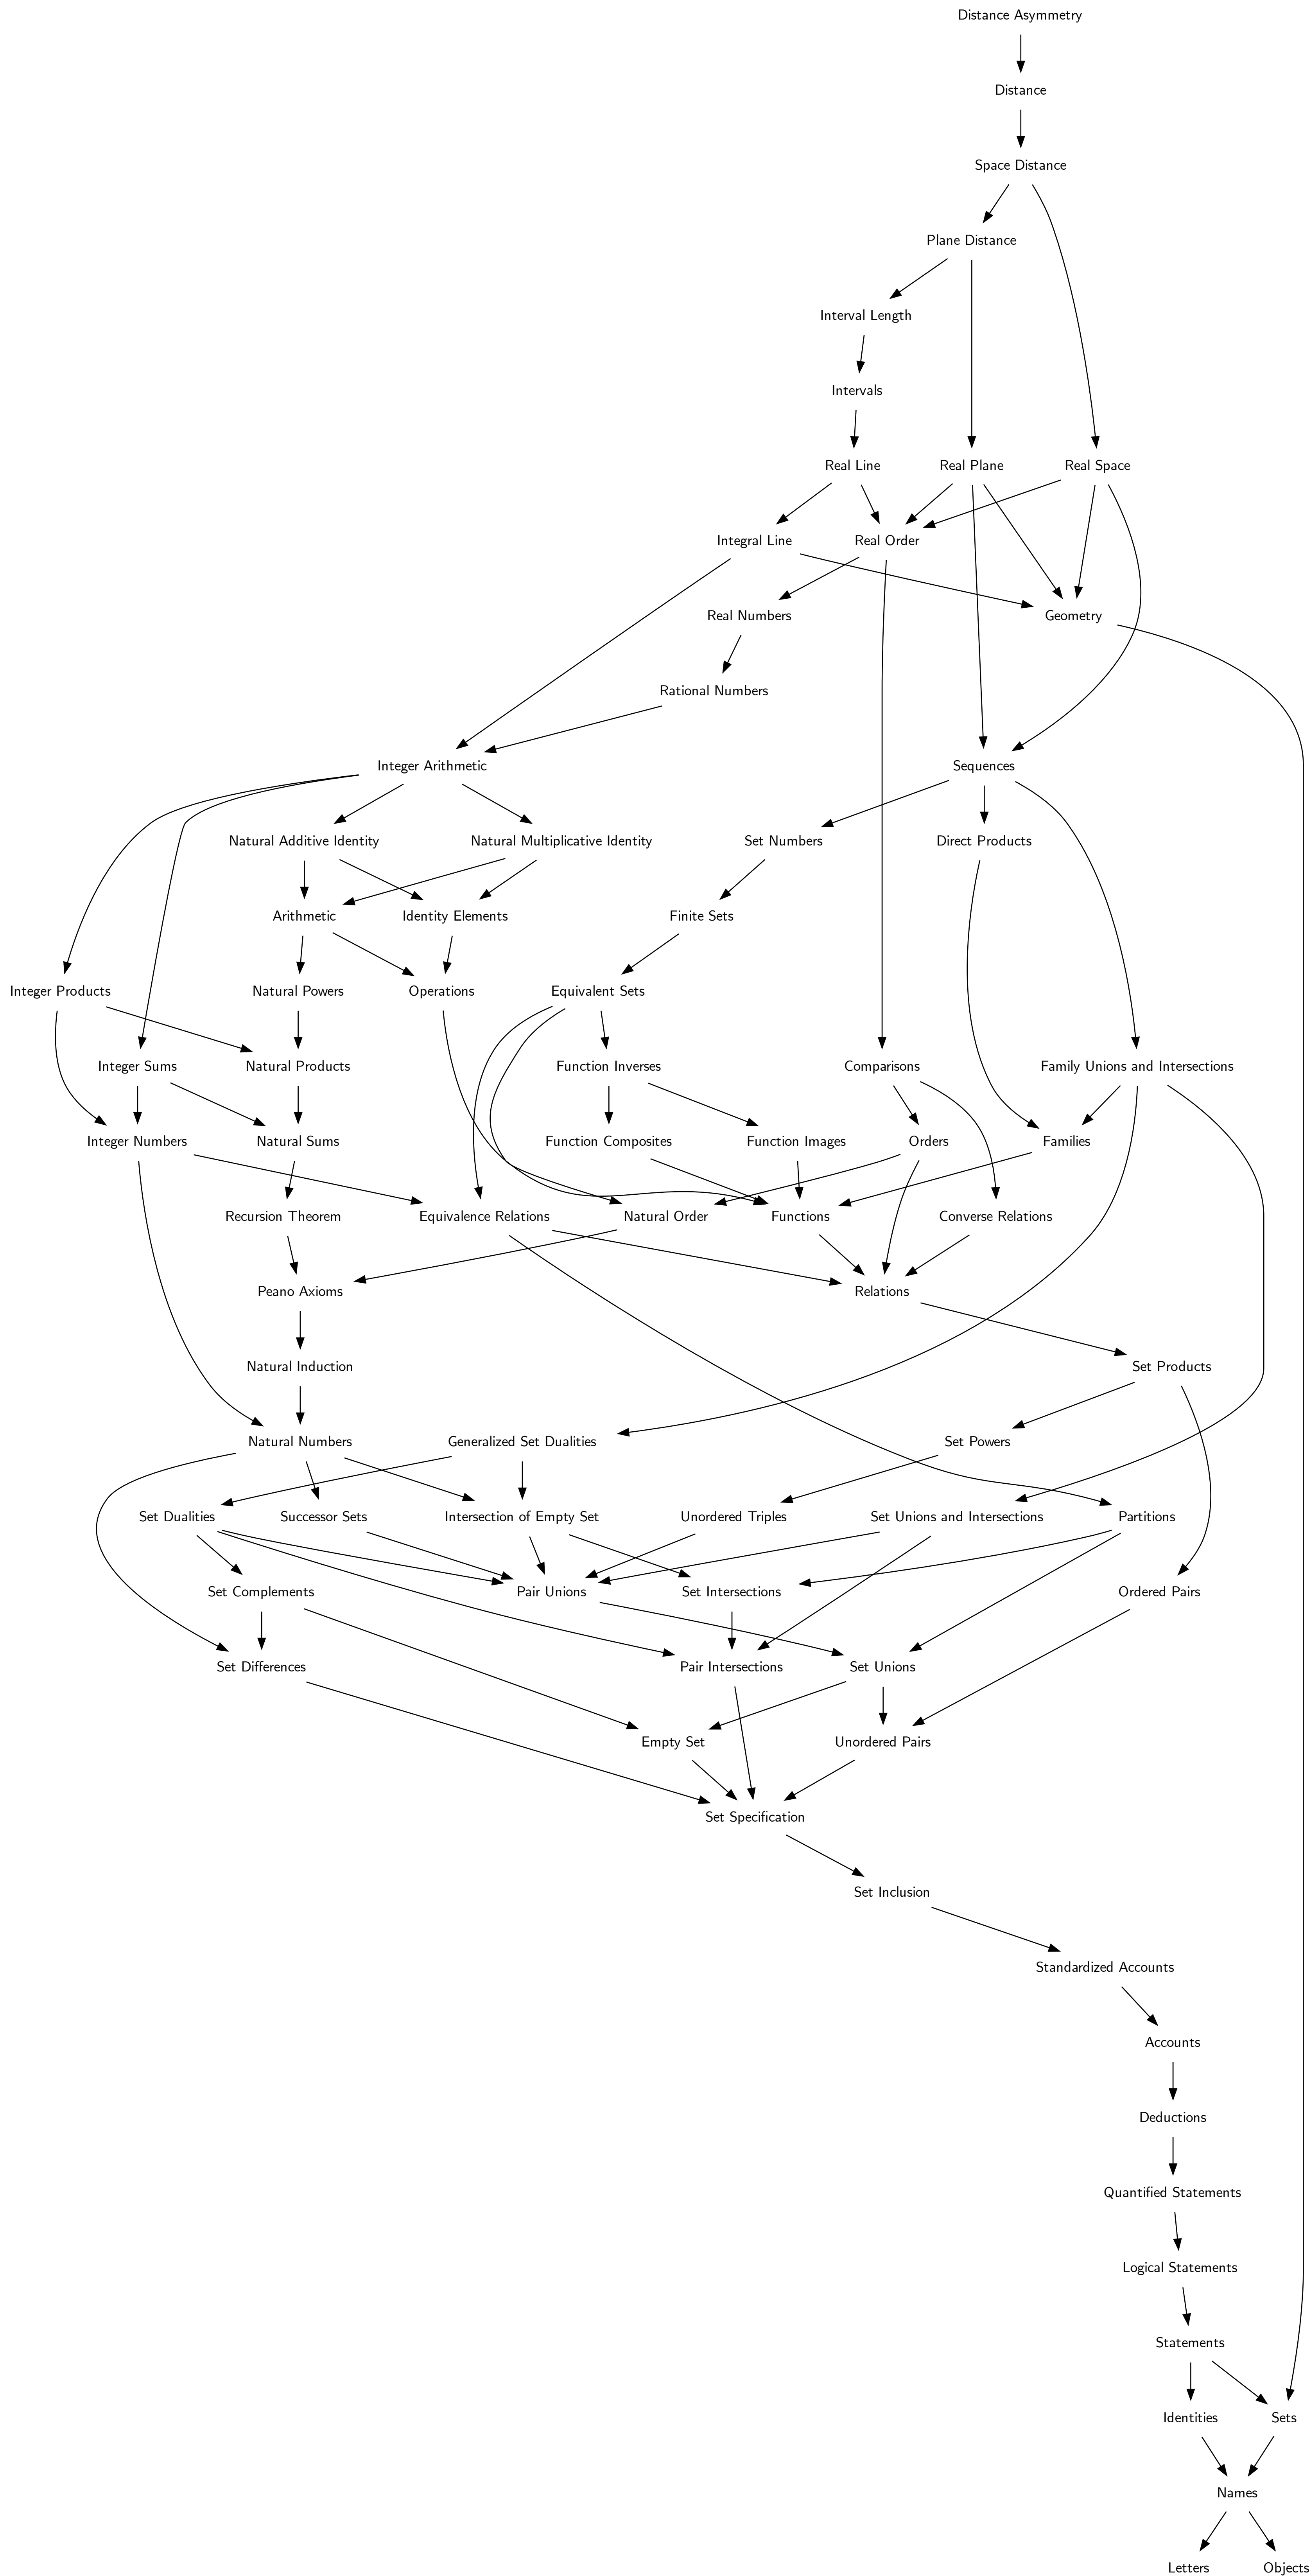 Distance Asymmetry
Distance
Space Distance
Plane Distance
Interval Length
Intervals
Real Line
Real Plane
Real Space
Integral Line
Real Order
Real Numbers
Geometry
Rational Numbers
Integer Arithmetic
Sequences
Natural Additive Identity
Natural Multiplicative Identity
Set Numbers
Direct Products
Arithmetic
Identity Elements
Finite Sets
Integer Products
Natural Powers
Operations
Equivalent Sets
Integer Sums
Natural Products
Function Inverses
Comparisons
Family Unions and Intersections
Integer Numbers
Natural Sums
Function Composites
Function Images
Orders
Families
Recursion Theorem
Equivalence Relations
Natural Order
Functions
Converse Relations
Peano Axioms
Relations
Natural Induction
Set Products
Natural Numbers
Generalized Set Dualities
Set Powers
Set Dualities
Successor Sets
Intersection of Empty Set
Unordered Triples
Set Unions and Intersections
Partitions
Set Complements
Pair Unions
Set Intersections
Ordered Pairs
Set Differences
Pair Intersections
Set Unions
Empty Set
Unordered Pairs
Set Specification
Set Inclusion
Standardized Accounts
Accounts
Deductions
Quantified Statements
Logical Statements
Statements
Identities
Sets
Names
Letters
Objects